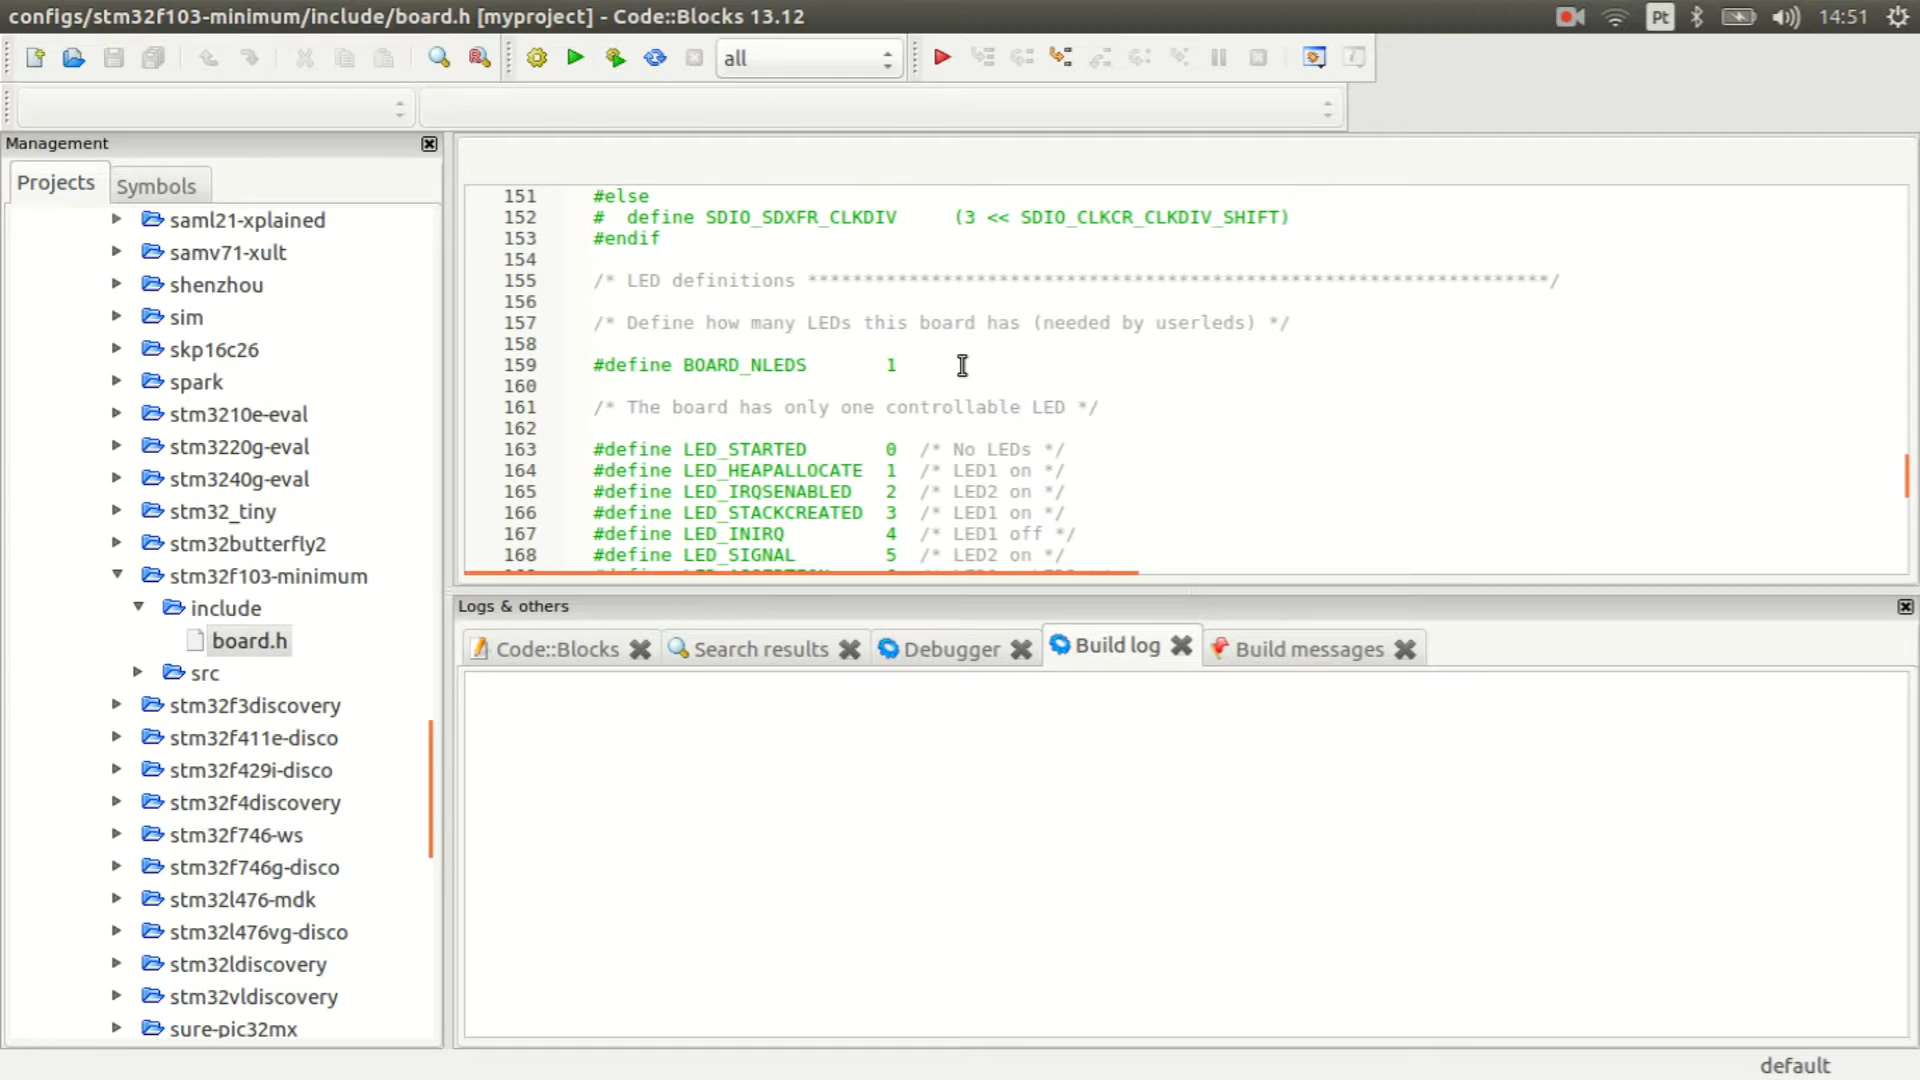 configs/stm32f103-minimum/include/board.h [myproject] - Code::Blocks 13.12
Pt
14:51
all
Management
Projects
Symbols
saml21-xplained
samv71-xult
shenzhou
sim
skp16c26
spark
stm3210e-eval
stm3220g-eval
stm3240g-eval
stm32_tiny
stm32butterfly2
stm32f103-minimum
include
board.h
src
stm32f3discovery
stm32f411e-disco
stm32f429i-disco
stm32f4discovery
stm32f746-ws
stm32f746g-disco
stm32l476-mdk
stm32l476vg-disco
stm32ldiscovery
stm32vldiscovery
sure-pic32mx
151 #else
152 #  define SDIO_SDXFR_CLKDIV     (3 << SDIO_CLKCR_CLKDIV_SHIFT)
153 #endif
154
155 /* LED definitions ******************************************************************/
156
157 /* Define how many LEDs this board has (needed by userleds) */
158
159 #define BOARD_NLEDS       1
160
161 /* The board has only one controllable LED */
162
163 #define LED_STARTED       0  /* No LEDs */
164 #define LED_HEAPALLOCATE  1  /* LED1 on */
165 #define LED_IRQSENABLED   2  /* LED2 on */
166 #define LED_STACKCREATED  3  /* LED1 on */
167 #define LED_INIRQ         4  /* LED1 off */
168 #define LED_SIGNAL        5  /* LED2 on */
Logs & others
Code::Blocks
Search results
Debugger
Build log
Build messages
default